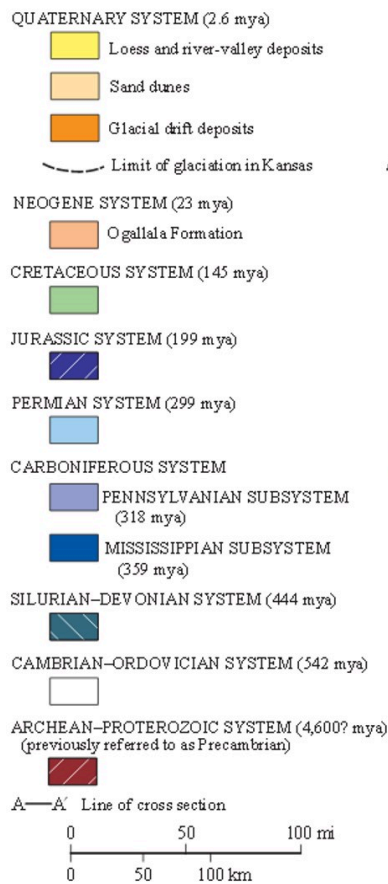 QUATERNARY SYSTEM (2.6 mya)
Loess and river-valley deposits
Sand dunes
Glacial drift deposits
Limit of glaciation in Kansas
NEOGENE SYSTEM (23 mya)
Ogallala Formation
CRETACEOUS SYSTEM (145 mya)
JURASSIC SYSTEM (199 mya)
PERMIAN SYSTEM (299 mya)
CARBONIFEROUS SYSTEM
PENNSYLVANIAN SUBSYSTEM
(318 mya)
MISSISSIPPIAN SUBSYSTEM
(359 mya)
SILURIAN–DEVONIAN SYSTEM (444 mya)
CAMBRIAN–ORDOVICIAN SYSTEM (542 mya)
ARCHEAN–PROTEROZOIC SYSTEM (4,600? mya)
(previously referred to as Precambrian)
A—A′ Line of cross section
0 50 100 mi
0 50 100 km